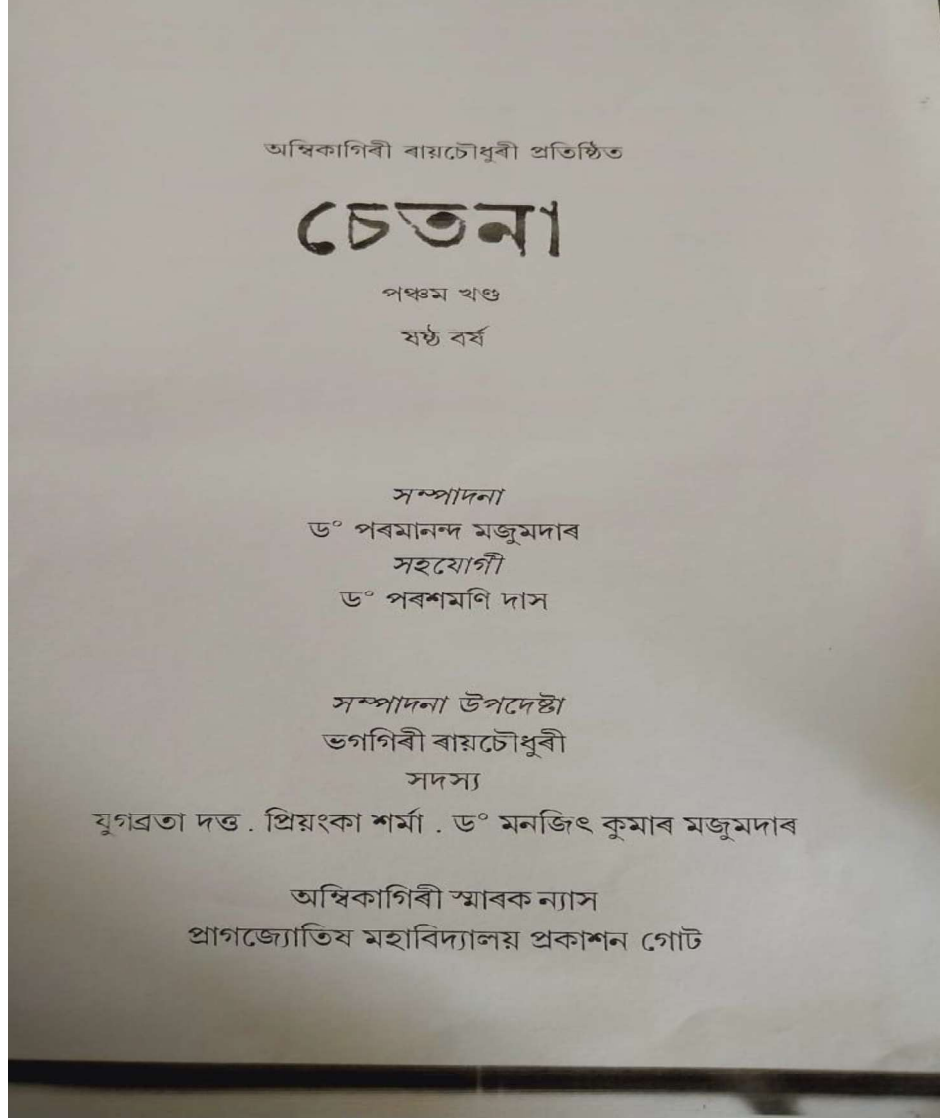 অম্বিকাগিৰী ৰায়চৌধুৰী প্ৰতিষ্ঠিত
চেতনা
পঞ্চম খণ্ড
ষষ্ঠ বৰ্ষ
সম্পাদনা
ড° পৰমানন্দ মজুমদাৰ
সহযোগী
ড° পৰশমণি দাস
সম্পাদনা উপদেষ্টা
ভগগিৰী ৰায়চৌধুৰী
সদস্য
যুগব্ৰতা দত্ত . প্ৰিয়ংকা শৰ্মা . ড° মনজিৎ কুমাৰ মজুমদাৰ
অম্বিকাগিৰী স্মাৰক ন্যাস
প্ৰাগজ্যোতিষ মহাবিদ্যালয় প্ৰকাশন গোট